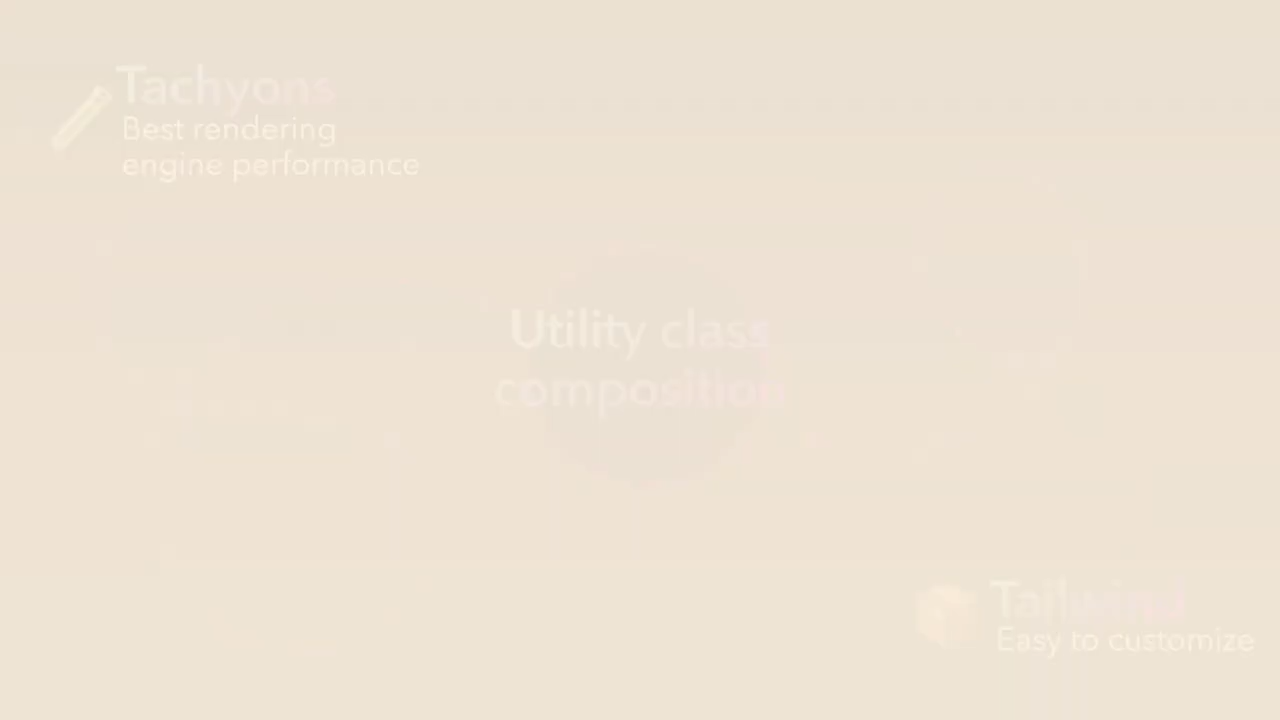 Tachyons
Best rendering
engine performance
Utility class
composition
Tailwind
Easy to customize